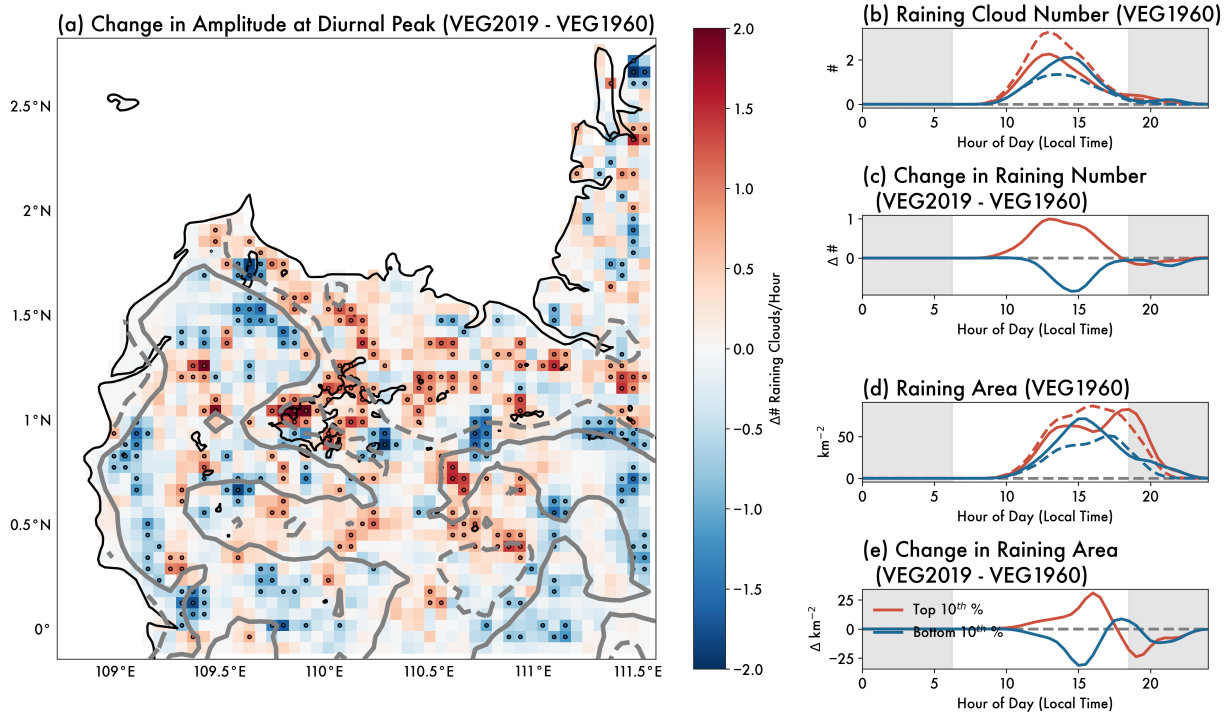 (a) Change in Amplitude at Diurnal Peak (VEG2019 - VEG1960)
2.5°N
2°N
1.5°N
1°N
0.5°N
0°
109°E
109.5°E
110°E
110.5°E
111°E
111.5°E
2.0
1.5
1.0
0.5
0.0
−0.5
−1.0
−1.5
−2.0
Δ# Raining Clouds/Hour
(b) Raining Cloud Number (VEG1960)
#
2
0
0 5 10 15 20
Hour of Day (Local Time)
(c) Change in Raining Number
(VEG2019 - VEG1960)
Δ #
1
0
0 5 10 15 20
Hour of Day (Local Time)
(d) Raining Area (VEG1960)
km⁻²
50
0
0 5 10 15 20
Hour of Day (Local Time)
(e) Change in Raining Area
(VEG2019 - VEG1960)
Δ km⁻²
25
0
−25
Top 10th %
Bottom 10th %
0 5 10 15 20
Hour of Day (Local Time)